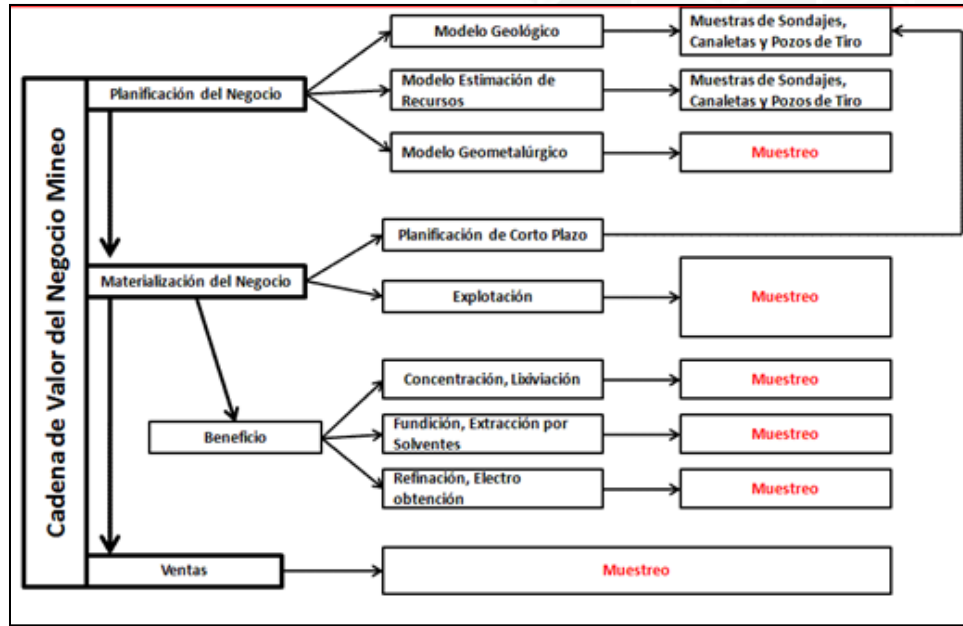 Cadena de Valor del Negocio Mineo
Modelo Geológico
Muestras de Sondajes,
Canaletas y Pozos de Tiro
Planificación del Negocio
Modelo Estimación de
Recursos
Muestras de Sondajes,
Canaletas y Pozos de Tiro
Modelo Geometalúrgico
Muestreo
Planificación de Corto Plazo
Materialización del Negocio
Explotación
Muestreo
Concentración, Lixiviación
Muestreo
Beneficio
Fundición, Extracción por
Solventes
Muestreo
Refinación, Electro
obtención
Muestreo
Ventas
Muestreo